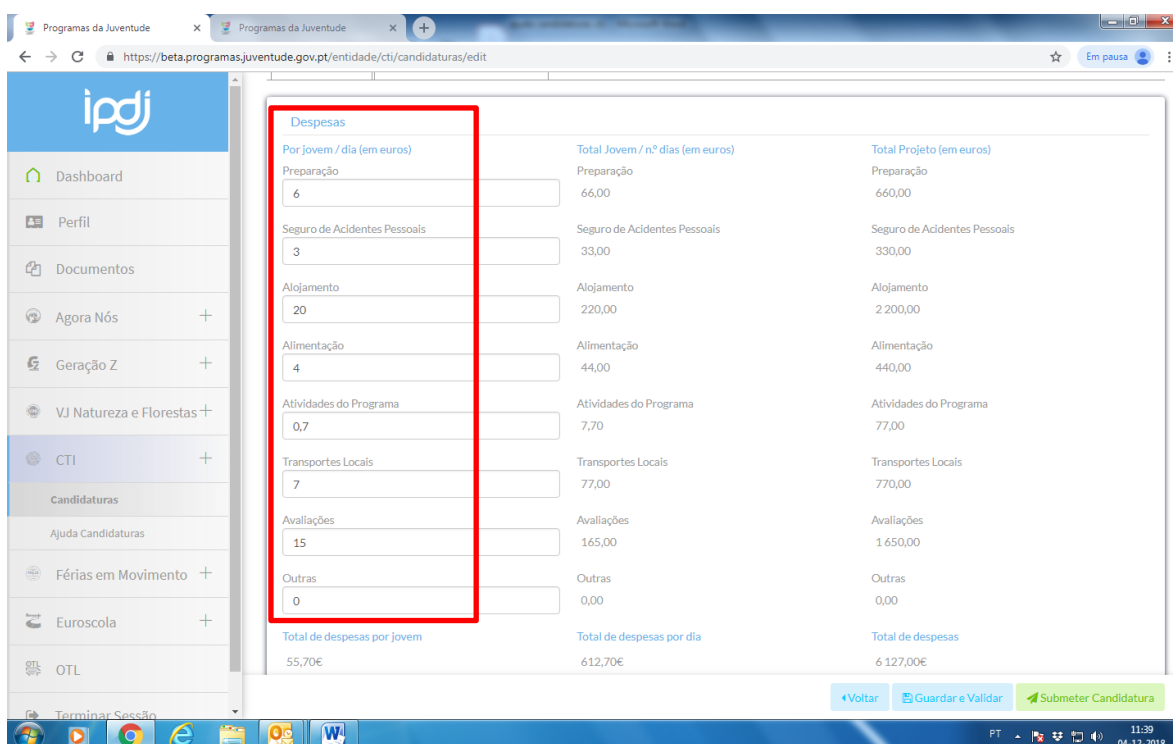 Programas da Juventude
Programas da Juventude
https://beta.programas.juventude.gov.pt/entidade/cti/candidaturas/edit
Em pausa
ipdj
Dashboard
Perfil
Documentos
Agora Nós
Geração Z
VJ Natureza e Florestas
CTI
Candidaturas
Ajuda Candidaturas
Férias em Movimento
Euroscola
OTL
Terminar Sessão
Despesas
Por jovem / dia (em euros) Total Jovem / n.º dias (em euros) Total Projeto (em euros)
Preparação Preparação Preparação
6 66,00 660,00
Seguro de Acidentes Pessoais Seguro de Acidentes Pessoais Seguro de Acidentes Pessoais
3 33,00 330,00
Alojamento Alojamento Alojamento
20 220,00 2 200,00
Alimentação Alimentação Alimentação
4 44,00 440,00
Atividades do Programa Atividades do Programa Atividades do Programa
0,7 7,70 77,00
Transportes Locais Transportes Locais Transportes Locais
7 77,00 770,00
Avaliações Avaliações Avaliações
15 165,00 1 650,00
Outras Outras Outras
0 0,00 0,00
Total de despesas por jovem Total de despesas por dia Total de despesas
55,70€ 612,70€ 6 127,00€
Voltar Guardar e Validar Submeter Candidatura
PT 11:39
04-12-2018